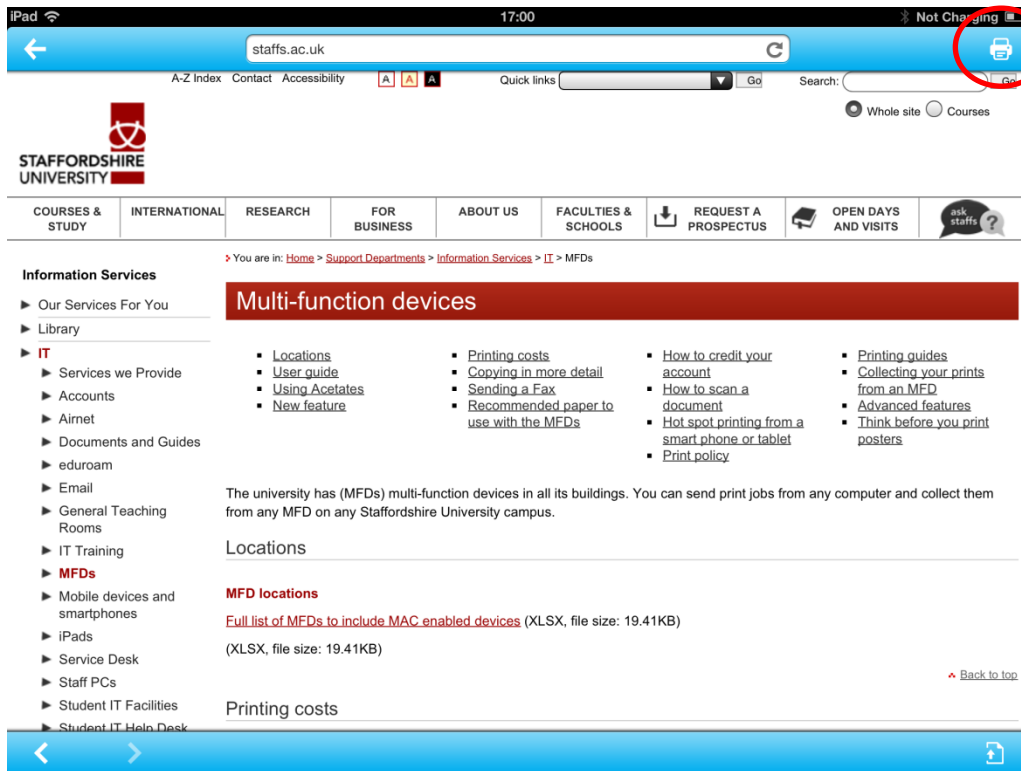 iPad 17:00 Not Charging
staffs.ac.uk
A-Z Index Contact Accessibility A A A Quick links Go Search: Go
Whole site Courses
STAFFORDSHIRE
UNIVERSITY
COURSES &
STUDY
INTERNATIONAL
RESEARCH
FOR
BUSINESS
ABOUT US
FACULTIES &
SCHOOLS
REQUEST A
PROSPECTUS
OPEN DAYS
AND VISITS
ask
staffs ?
You are in: Home > Support Departments > Information Services > IT > MFDs
Information Services
Our Services For You
Library
IT
Services we Provide
Accounts
Airnet
Documents and Guides
eduroam
Email
General Teaching
Rooms
IT Training
MFDs
Mobile devices and
smartphones
iPads
Service Desk
Staff PCs
Student IT Facilities
Student IT Help Desk
Multi-function devices
Locations
User guide
Using Acetates
New feature
Printing costs
Copying in more detail
Sending a Fax
Recommended paper to
use with the MFDs
How to credit your
account
How to scan a
document
Hot spot printing from a
smart phone or tablet
Print policy
Printing guides
Collecting your prints
from an MFD
Advanced features
Think before you print
posters
The university has (MFDs) multi-function devices in all its buildings. You can send print jobs from any computer and collect them
from any MFD on any Staffordshire University campus.
Locations
MFD locations
Full list of MFDs to include MAC enabled devices (XLSX, file size: 19.41KB)
(XLSX, file size: 19.41KB)
Back to top
Printing costs